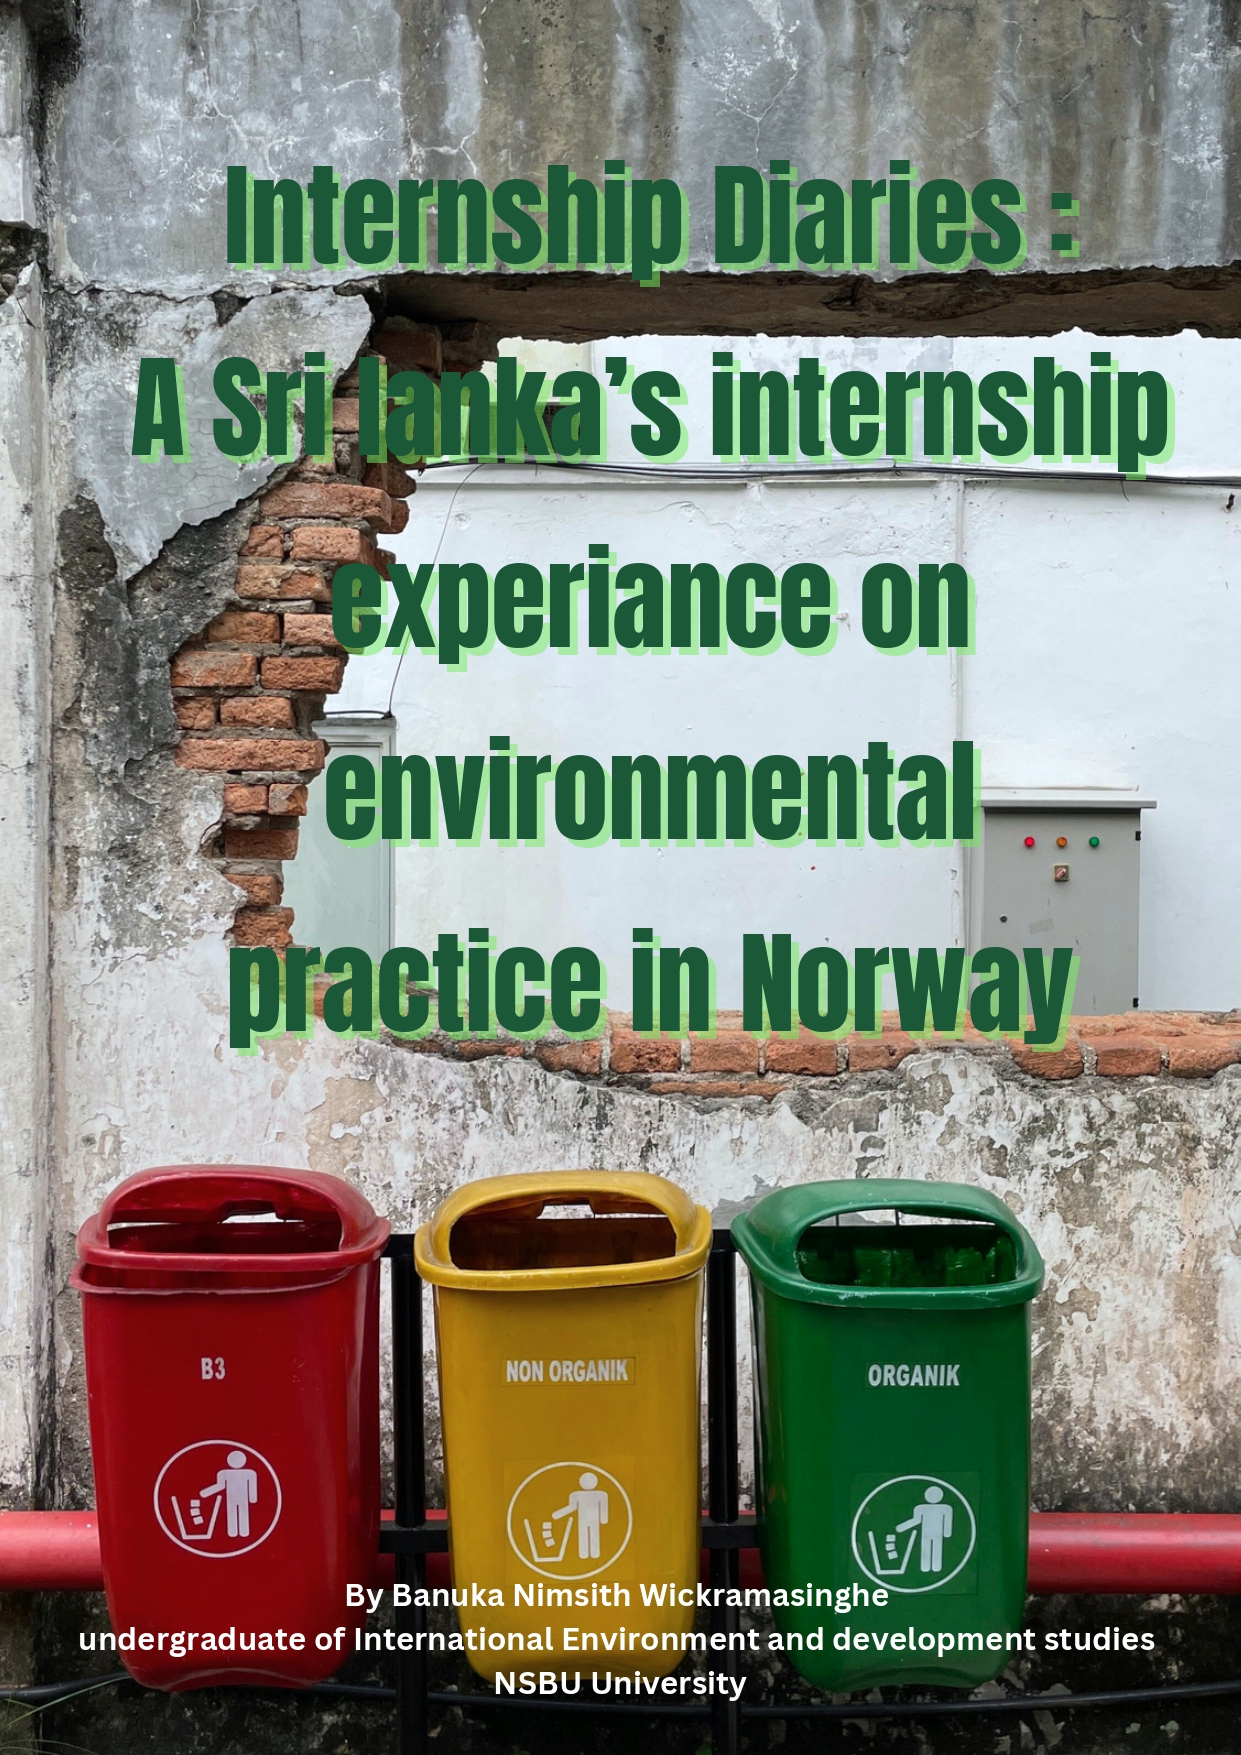 Internship Diaries :
A Sri lanka’s internship
experiance on
environmental
practice in Norway
B3
NON ORGANIK
ORGANIK
By Banuka Nimsith Wickramasinghe
undergraduate of International Environment and development studies
NSBU University